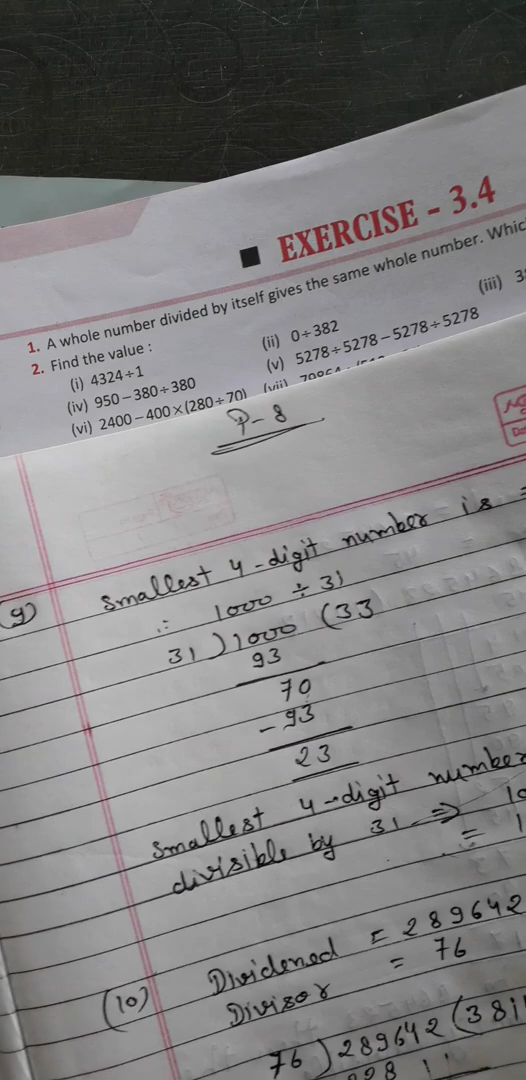 ■ EXERCISE - 3.4
1. A whole number divided by itself gives the same whole number.
2. Find the value :
(i) 4324÷1 (ii) 0÷382 (iii)
(iv) 950−380÷380 (v) 5278÷5278−5278÷5278
(vi) 2400−400×(280÷70) (vii)
P-8
(9) Smallest 4-digit number is =
∴ 1000 ÷ 31
31 ) 1000 (33
93
70
- 93
23
Smallest 4-digit number
divisible by 31 ⇒
=
(10) Dividened = 289642
Divisor = 76
76 ) 289642 ( 381
228